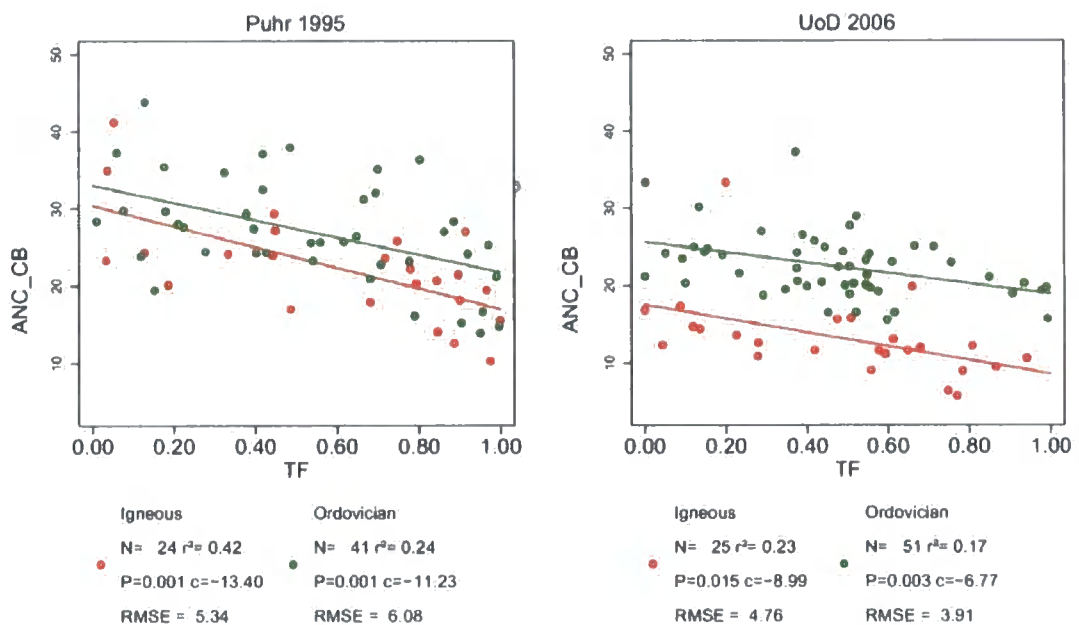 Puhr 1995
50
40
30
20
10
ANC_CB
0.00 0.20 0.40 0.60 0.80 1.00
TF
Igneous Ordovician
N= 24 r²= 0.42 N= 41 r²= 0.24
P=0.001 c=−13.40 P=0.001 c=−11.23
RMSE = 5.34 RMSE = 6.08
UoD 2006
50
40
30
20
10
ANC_CB
0.00 0.20 0.40 0.60 0.80 1.00
TF
Igneous Ordovician
N= 25 r²= 0.23 N= 51 r²= 0.17
P=0.015 c=−8.99 P=0.003 c=−6.77
RMSE = 4.76 RMSE = 3.91